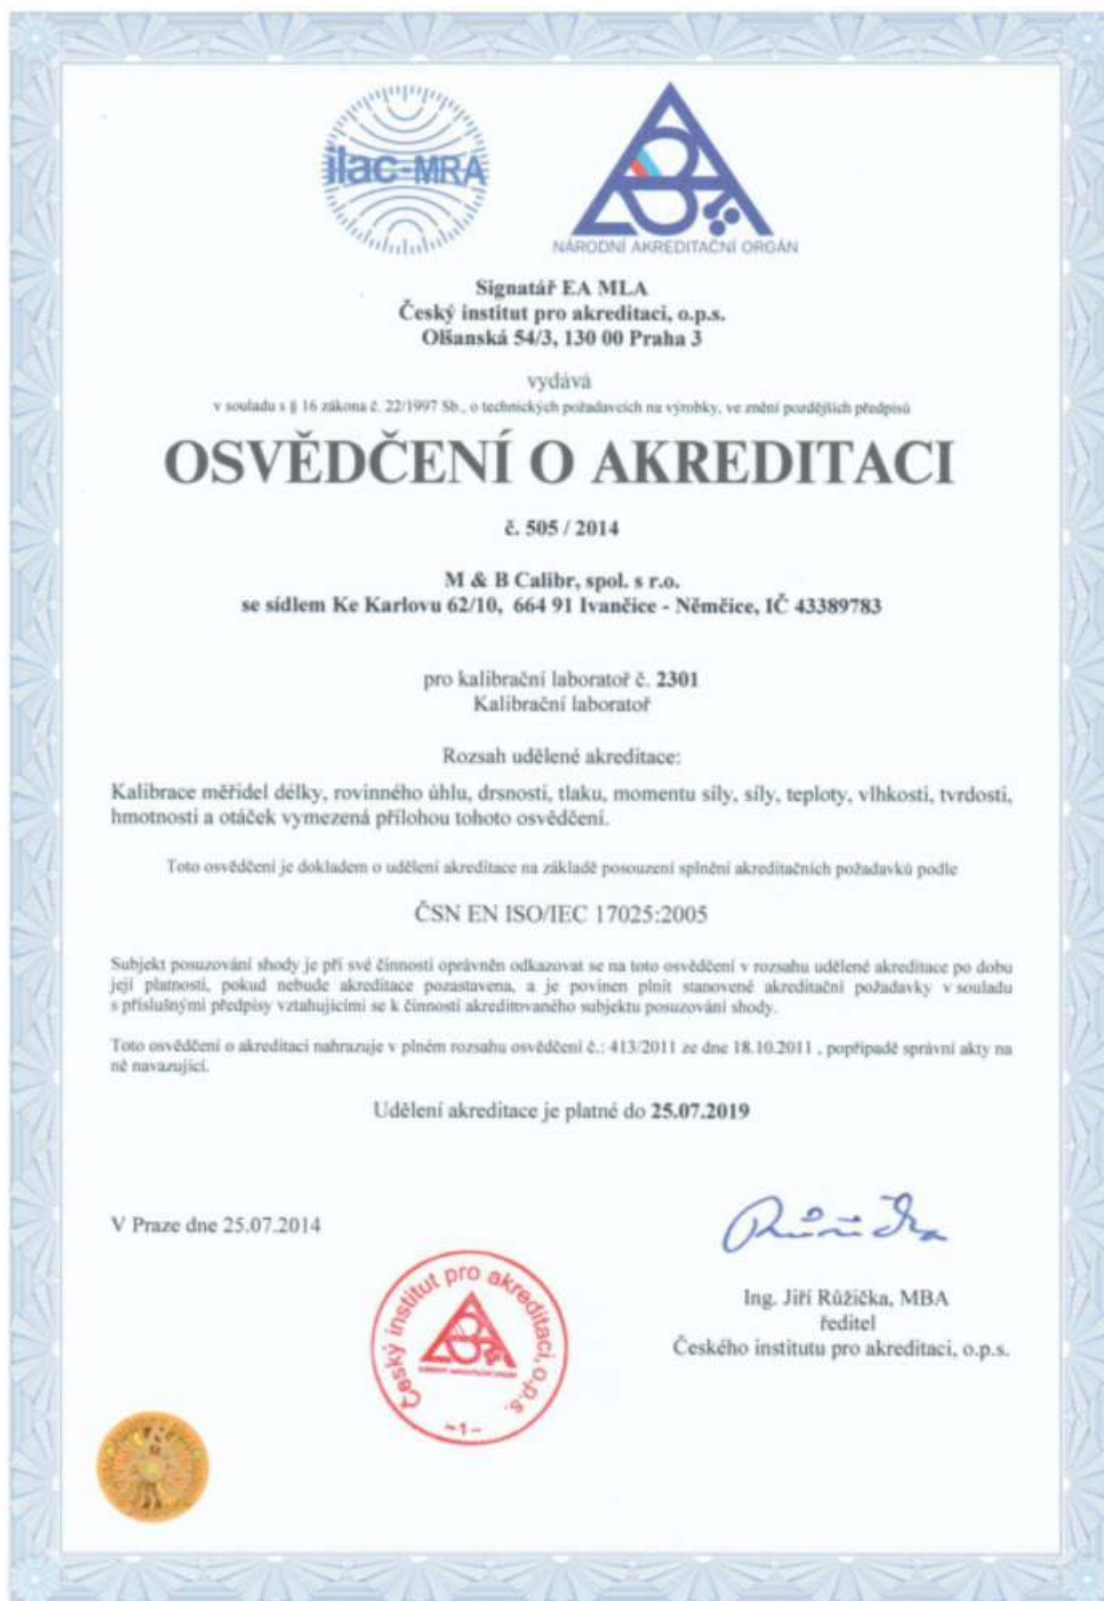 ilac-MRA
NÁRODNÍ AKREDITAČNÍ ORGÁN
Signatář EA MLA
Český institut pro akreditaci, o.p.s.
Olšanská 54/3, 130 00 Praha 3
vydává
v souladu s § 16 zákona č. 22/1997 Sb., o technických požadavcích na výrobky, ve znění pozdějších předpisů
OSVĚDČENÍ O AKREDITACI
č. 505 / 2014
M & B Calibr, spol. s r.o.
se sídlem Ke Karlovu 62/10, 664 91 Ivančice - Němčice, IČ 43389783
pro kalibrační laboratoř č. 2301
Kalibrační laboratoř
Rozsah udělené akreditace:
Kalibrace měřidel délky, rovinného úhlu, drsnosti, tlaku, momentu síly, síly, teploty, vlhkosti, tvrdosti,
hmotnosti a otáček vymezená přílohou tohoto osvědčení.
Toto osvědčení je dokladem o udělení akreditace na základě posouzení splnění akreditačních požadavků podle
ČSN EN ISO/IEC 17025:2005
Subjekt posuzování shody je při své činnosti oprávněn odkazovat se na toto osvědčení v rozsahu udělené akreditace po dobu
její platnosti, pokud nebude akreditace pozastavena, a je povinen plnit stanovené akreditační požadavky v souladu
s příslušnými předpisy vztahujícími se k činnosti akreditovaného subjektu posuzování shody.
Toto osvědčení o akreditaci nahrazuje v plném rozsahu osvědčení č.: 413/2011 ze dne 18.10.2011 , popřípadě správní akty na
ně navazující.
Udělení akreditace je platné do 25.07.2019
V Praze dne 25.07.2014
Růžička
Ing. Jiří Růžička, MBA
ředitel
Českého institutu pro akreditaci, o.p.s.
Český institut pro akreditaci, o.p.s.
NÁRODNÍ AKREDITAČNÍ ORGÁN
-1-